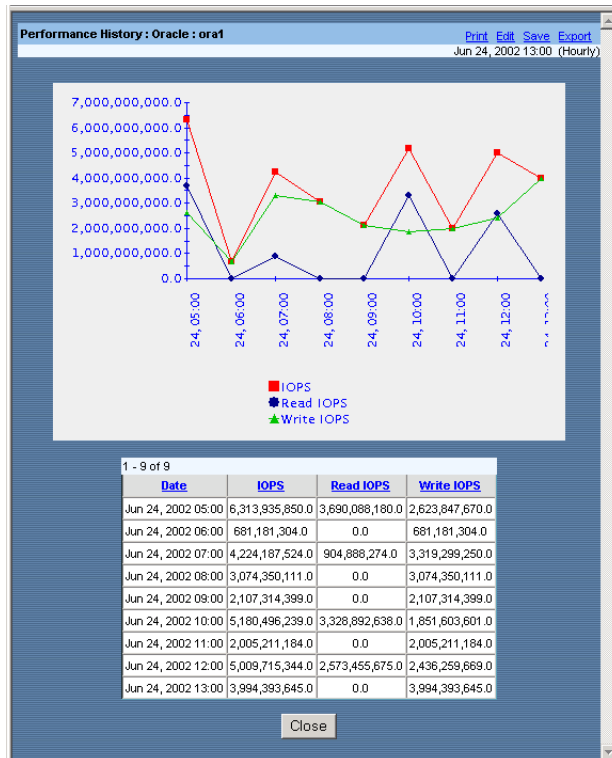 Performance History : Oracle : ora1
Print Edit Save Export
Jun 24, 2002 13:00 (Hourly)
7,000,000,000.0
6,000,000,000.0
5,000,000,000.0
4,000,000,000.0
3,000,000,000.0
2,000,000,000.0
1,000,000,000.0
0.0
24, 05:00
24, 06:00
24, 07:00
24, 08:00
24, 09:00
24, 10:00
24, 11:00
24, 12:00
IOPS
Read IOPS
Write IOPS
1 - 9 of 9
Date IOPS Read IOPS Write IOPS
Jun 24, 2002 05:00 6,313,935,850.0 3,690,088,180.0 2,623,847,670.0
Jun 24, 2002 06:00 681,181,304.0 0.0 681,181,304.0
Jun 24, 2002 07:00 4,224,187,524.0 904,888,274.0 3,319,299,250.0
Jun 24, 2002 08:00 3,074,350,111.0 0.0 3,074,350,111.0
Jun 24, 2002 09:00 2,107,314,399.0 0.0 2,107,314,399.0
Jun 24, 2002 10:00 5,180,496,239.0 3,328,892,638.0 1,851,603,601.0
Jun 24, 2002 11:00 2,005,211,184.0 0.0 2,005,211,184.0
Jun 24, 2002 12:00 5,009,715,344.0 2,573,455,675.0 2,436,259,669.0
Jun 24, 2002 13:00 3,994,393,645.0 0.0 3,994,393,645.0
Close